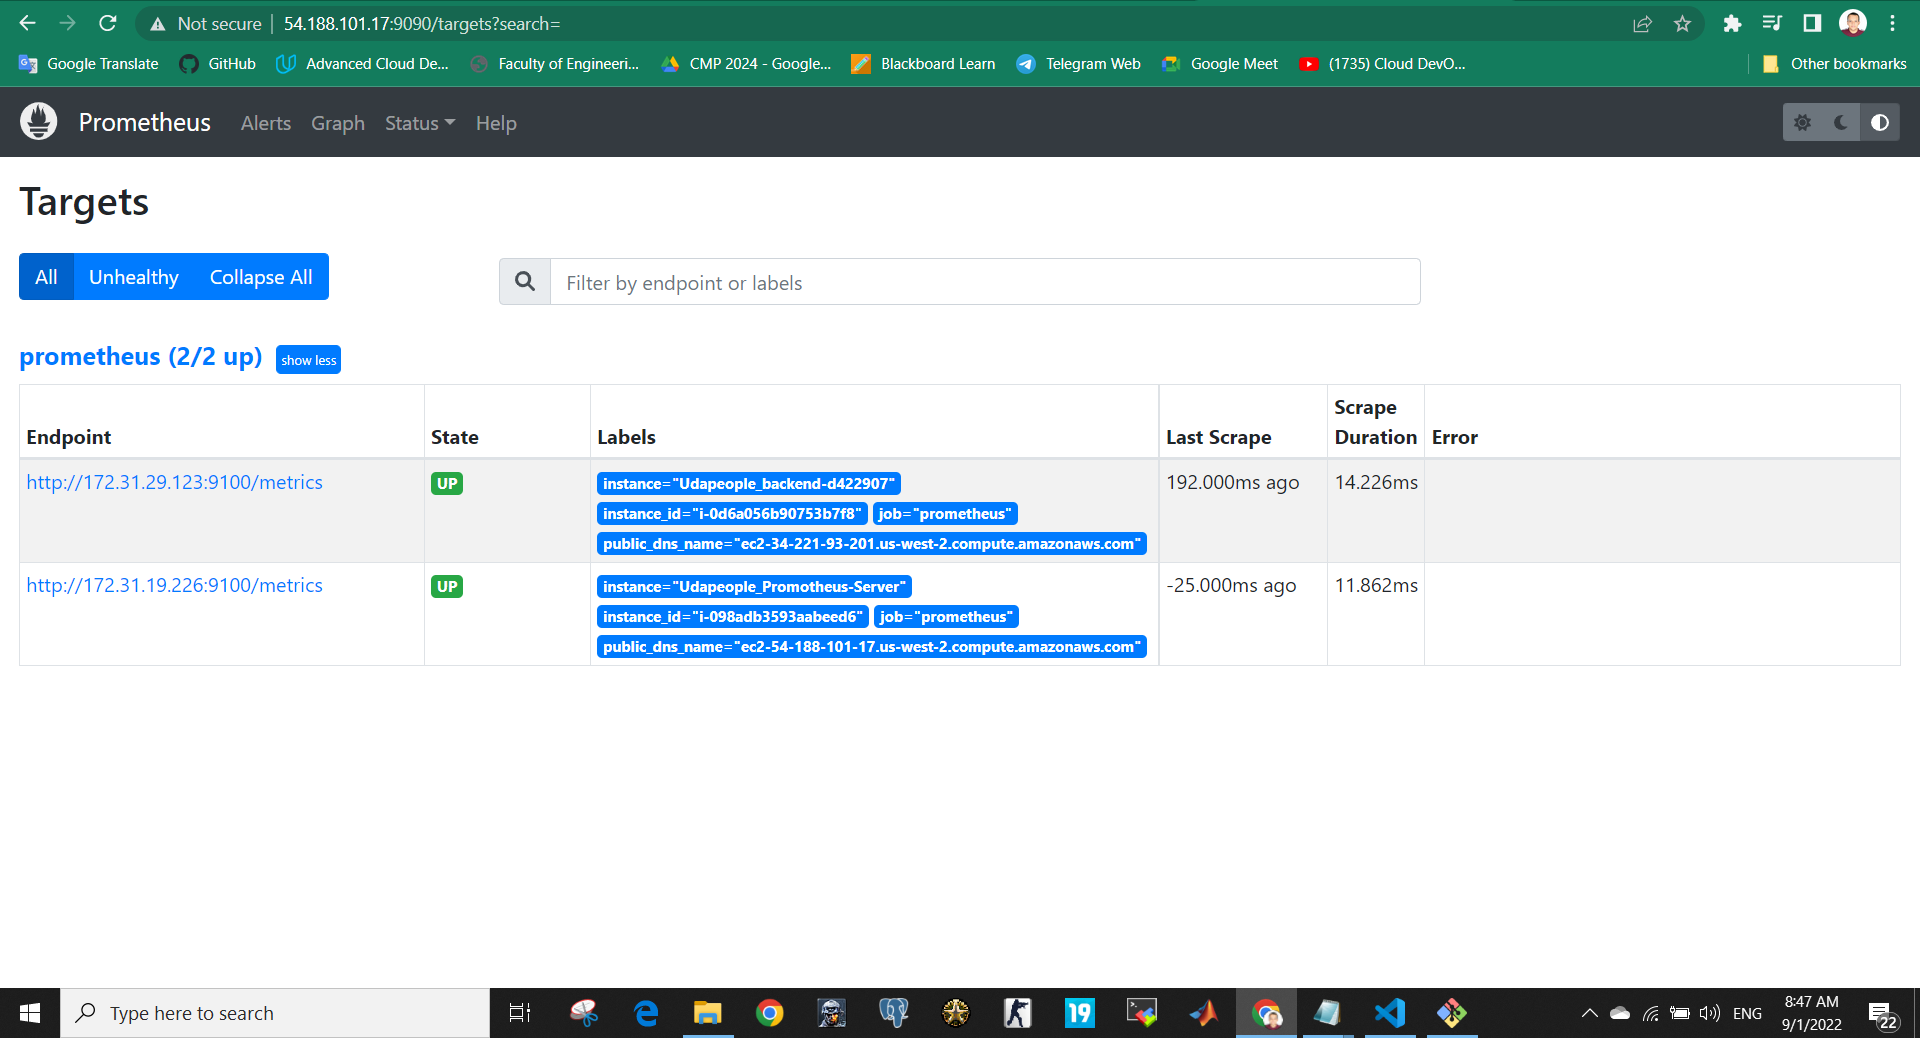 Not secure | 54.188.101.17:9090/targets?search=
Google Translate GitHub Advanced Cloud De... Faculty of Engineeri... CMP 2024 - Google... Blackboard Learn Telegram Web Google Meet (1735) Cloud DevO... Other bookmarks
Prometheus Alerts Graph Status Help
Targets
All Unhealthy Collapse All Filter by endpoint or labels
prometheus (2/2 up) show less
Endpoint State Labels Last Scrape Scrape Duration Error
http://172.31.29.123:9100/metrics UP instance="Udapeople_backend-d422907" 192.000ms ago 14.226ms
instance_id="i-0d6a056b90753b7f8" job="prometheus"
public_dns_name="ec2-34-221-93-201.us-west-2.compute.amazonaws.com"
http://172.31.19.226:9100/metrics UP instance="Udapeople_Promotheus-Server" -25.000ms ago 11.862ms
instance_id="i-098adb3593aabeed6" job="prometheus"
public_dns_name="ec2-54-188-101-17.us-west-2.compute.amazonaws.com"
Type here to search 19 ENG 8:47 AM
9/1/2022 22